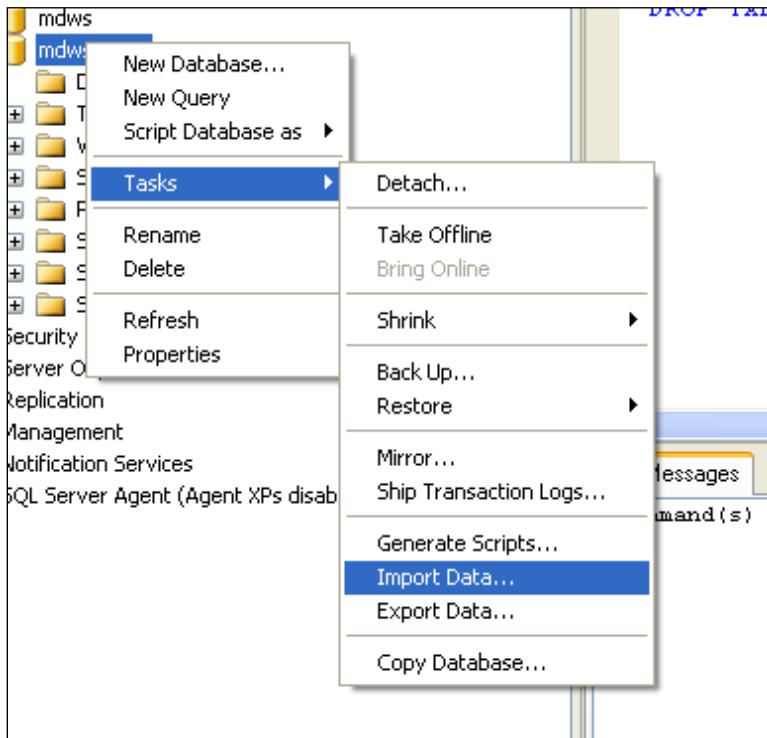 mdws
DROP
mdws
New Database...
New Query
Script Database as
Tasks
Rename
Delete
Refresh
Properties
Detach...
Take Offline
Bring Online
Shrink
Back Up...
Restore
Mirror...
Ship Transaction Logs...
Generate Scripts...
Import Data...
Export Data...
Copy Database...
Security
Server O
Replication
Management
Notification Services
SQL Server Agent (Agent XPs disab
Messages
mmand(s)